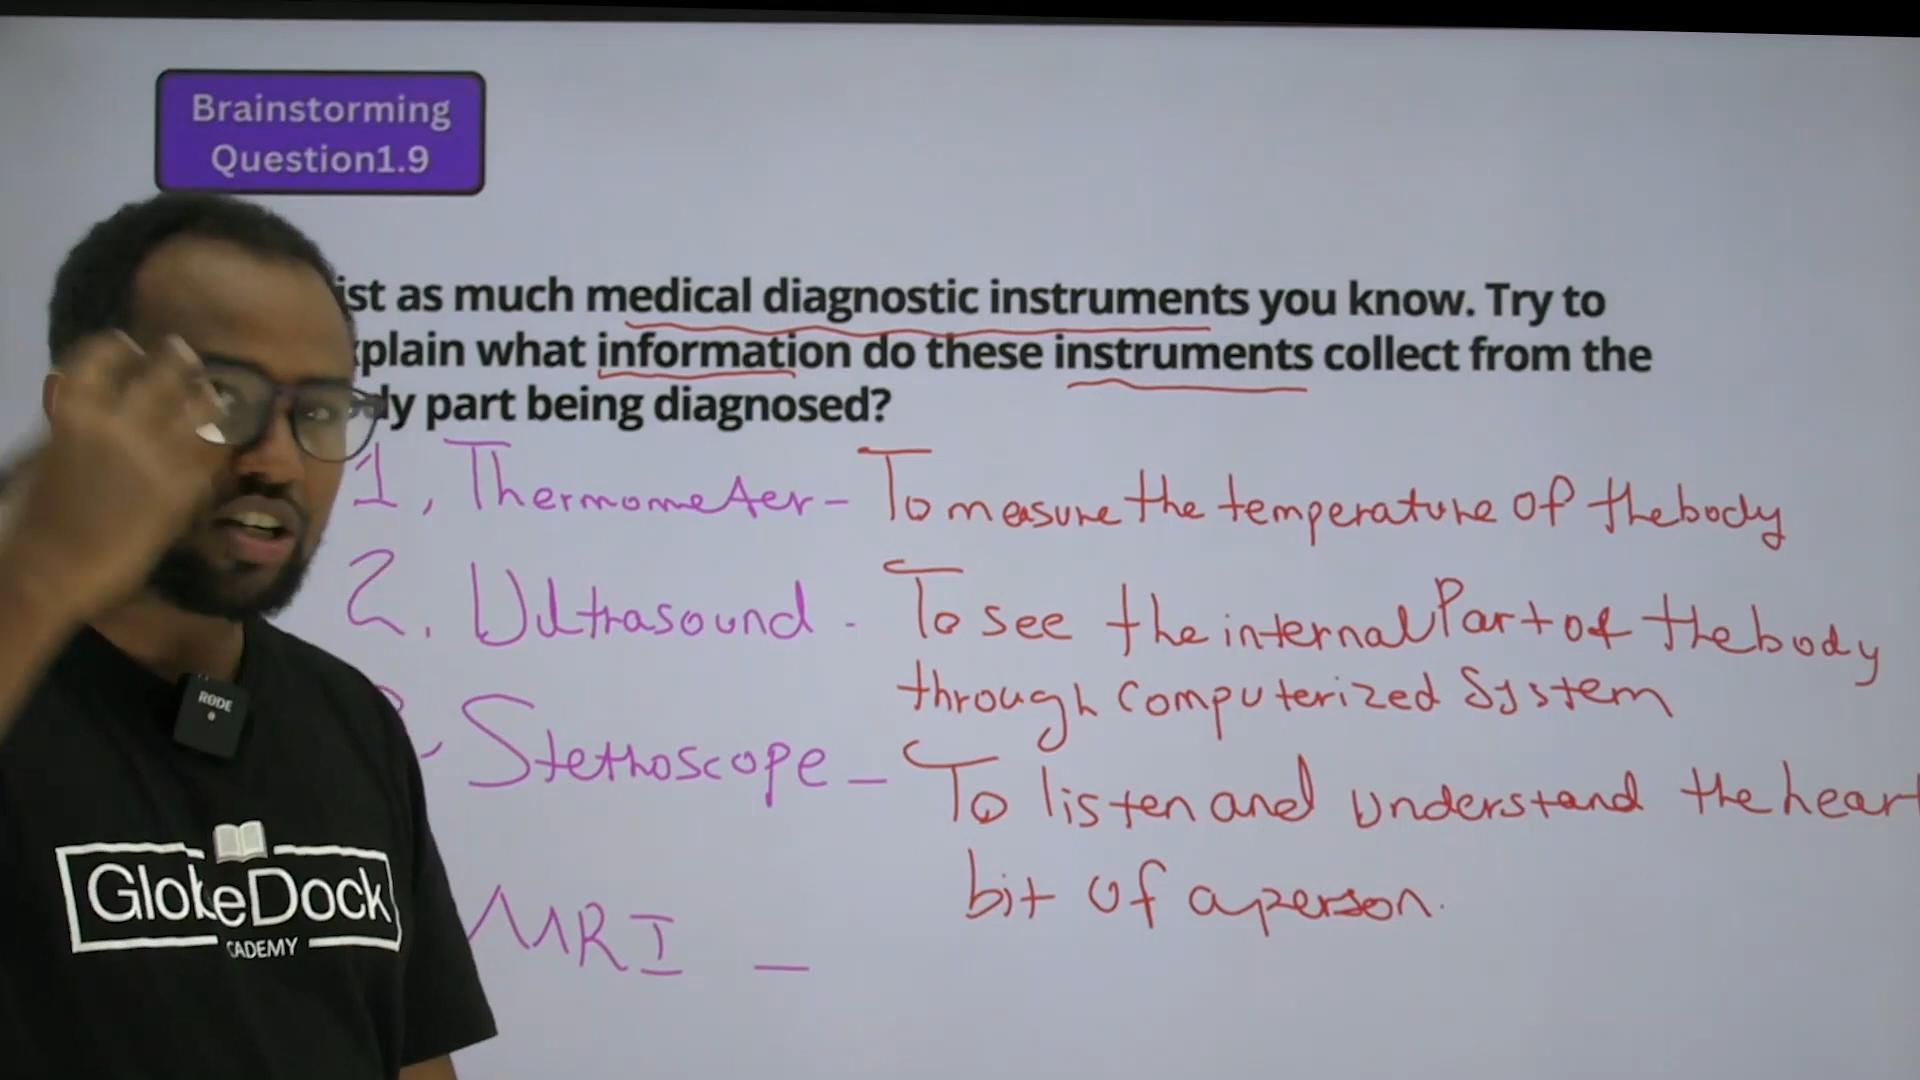 Brainstorming
Question1.9
ist as much medical diagnostic instruments you know. Try to
plain what information do these instruments collect from the
dy part being diagnosed?
1, Thermometer - To measure the temperature of the body
2. Ultrasound - To see the internal Part of the body
through computerized System
Stethoscope - To listen and understand the heart
bit of a person.
MRI -
RØDE
GlobeDock
CADEMY